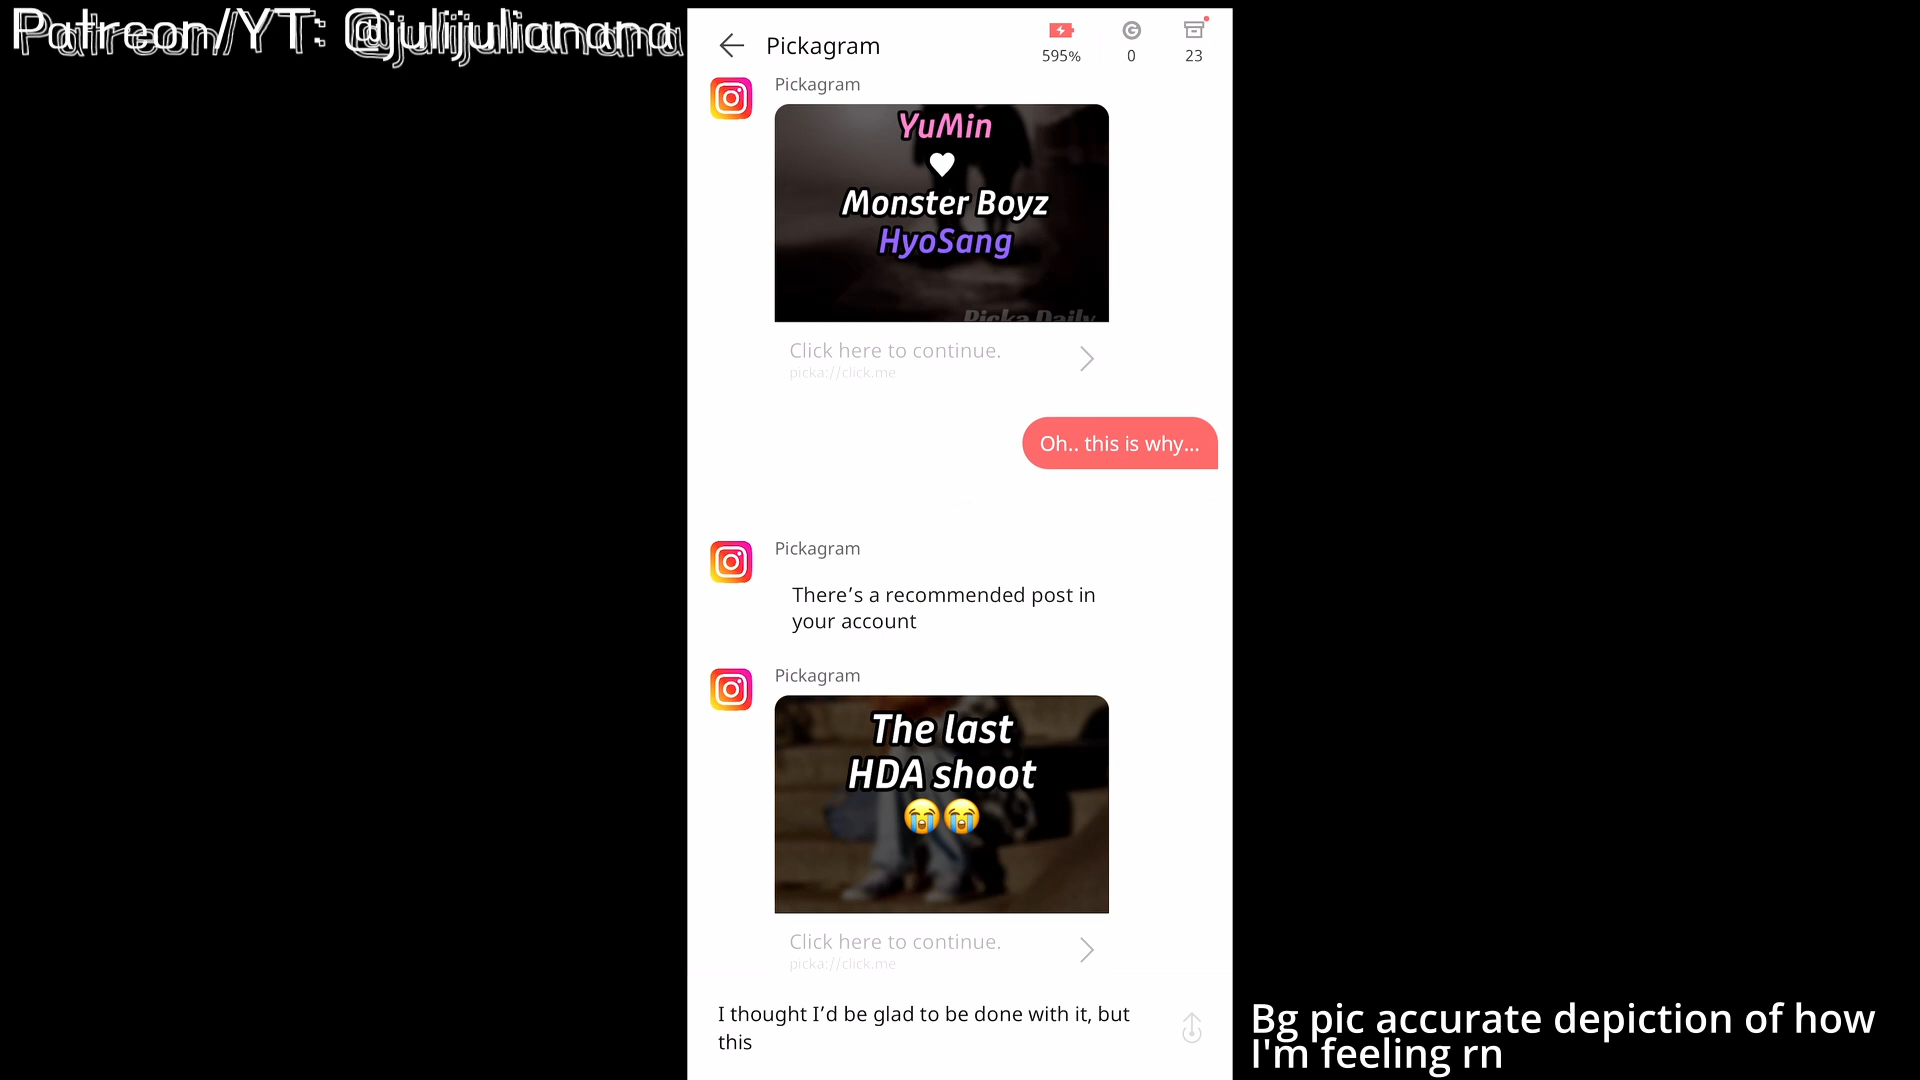 Patreon/YT: @julijulianana
Pickagram
595%
0
23
Pickagram
YuMin
Monster Boyz
HyoSang
Picka Daily
Click here to continue.
picka://click.me
Oh.. this is why...
Pickagram
There's a recommended post in
your account
Pickagram
The last
HDA shoot
😭😭
Click here to continue.
picka://click.me
I thought I'd be glad to be done with it, but
this
Bg pic accurate depiction of how
I'm feeling rn